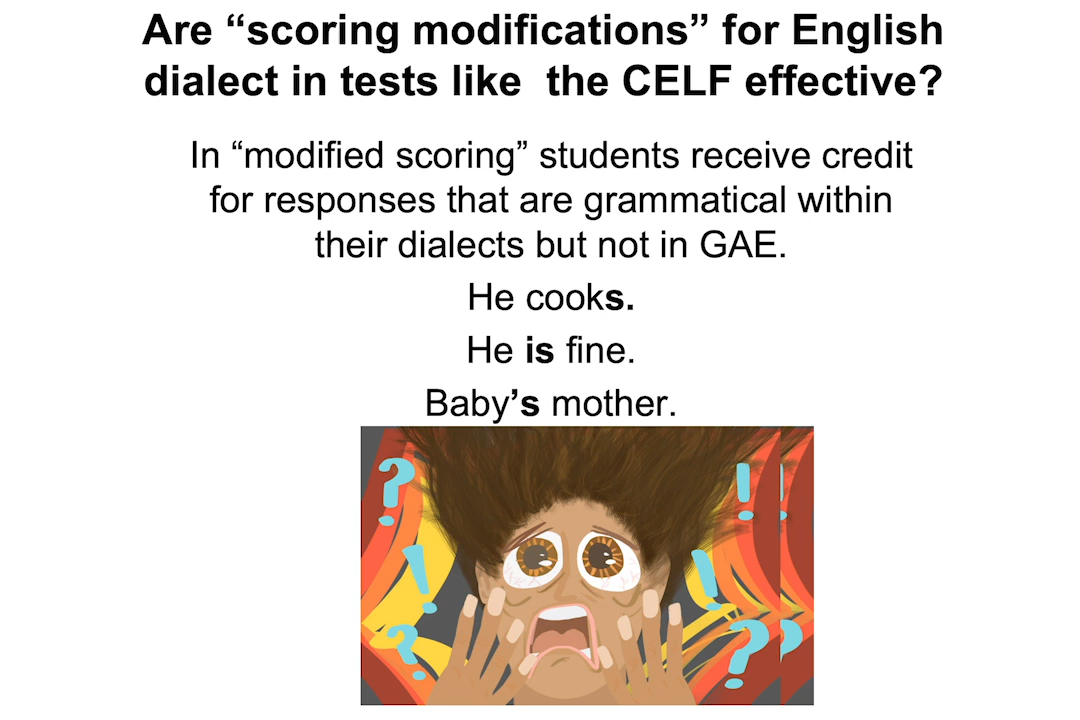 Are “scoring modifications” for English
dialect in tests like  the CELF effective?
In “modified scoring” students receive credit
for responses that are grammatical within
their dialects but not in GAE.
He cooks.
He is fine.
Baby’s mother.
? ! ? ! ! ?